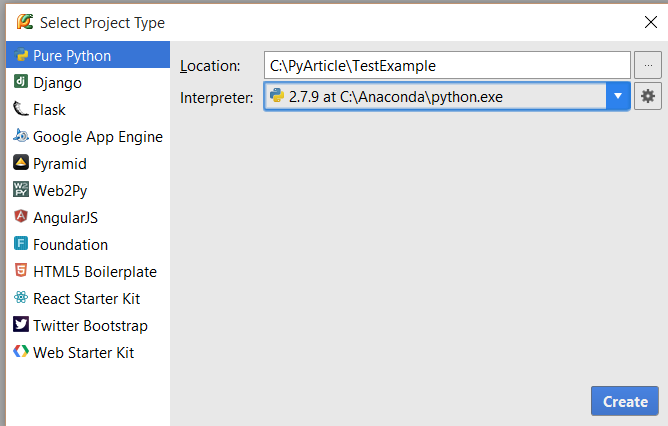 Select Project Type
Pure Python
Django
Flask
Google App Engine
Pyramid
Web2Py
AngularJS
Foundation
HTML5 Boilerplate
React Starter Kit
Twitter Bootstrap
Web Starter Kit
Location: C:\PyArticle\TestExample ...
Interpreter: 2.7.9 at C:\Anaconda\python.exe
Create